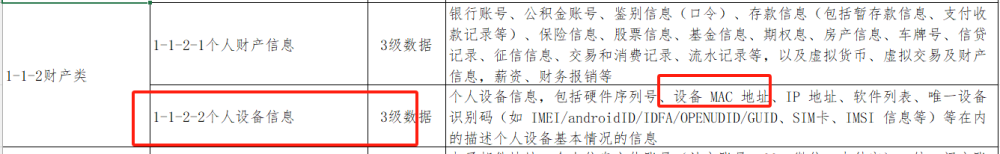 1-1-2财产类
1-1-2-1个人财产信息
3级数据
银行账号、公积金账号、鉴别信息（口令）、存款信息（包括暂存款信息、支付收
款记录等）、保险信息、股票信息、基金信息、期权息、房产信息、车牌号、信贷
记录、征信信息、交易和消费记录、流水记录等，以及虚拟货币、虚拟交易及财产
信息，薪资、财务报销等
1-1-2-2个人设备信息
3级数据
个人设备信息，包括硬件序列号、设备 MAC 地址、IP 地址、软件列表、唯一设备
识别码（如 IMEI/androidID/IDFA/OPENUDID/GUID、SIM卡、IMSI 信息等）等在内
的描述个人设备基本情况的信息